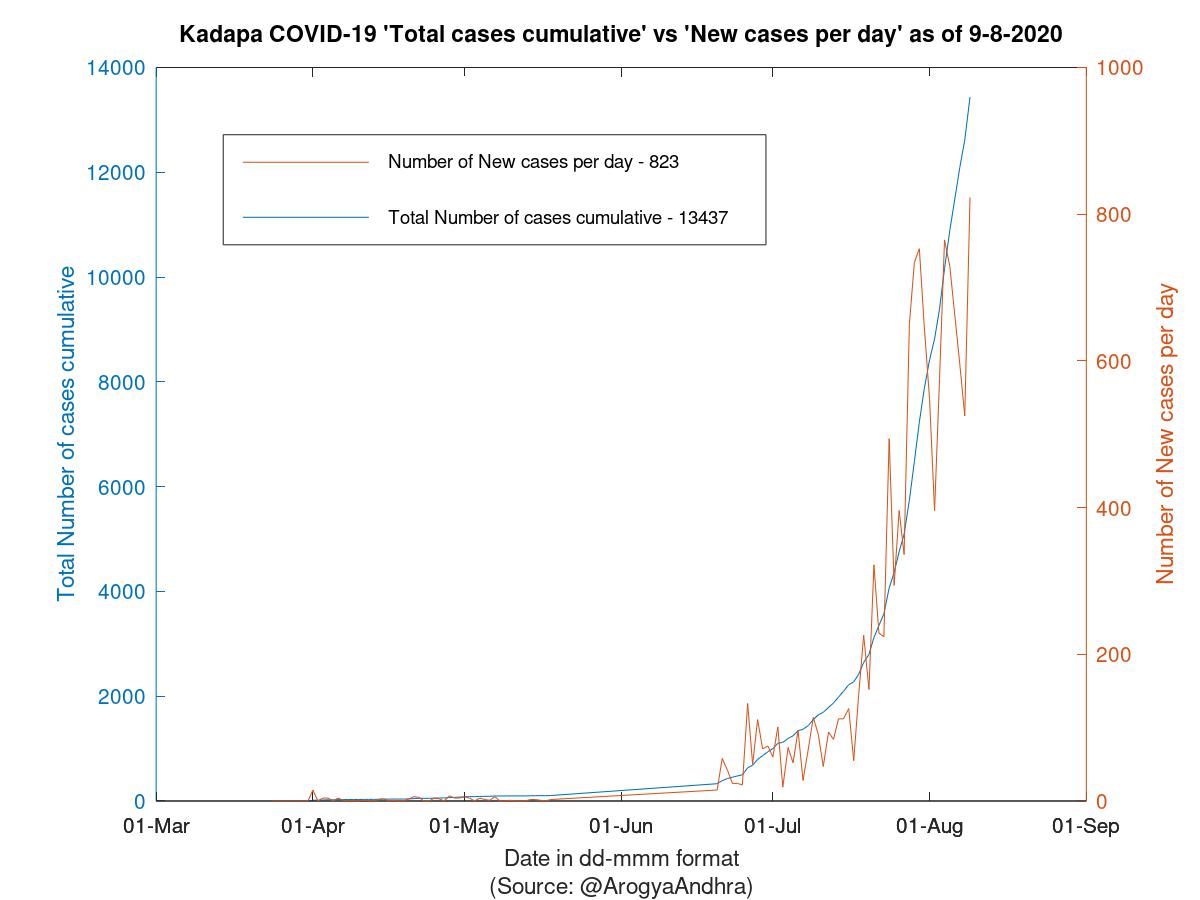 Kadapa COVID-19 'Total cases cumulative' vs 'New cases per day' as of 9-8-2020
14000
12000
10000
8000
6000
4000
2000
0
Total Number of cases cumulative
Number of New cases per day - 823
Total Number of cases cumulative - 13437
1000
800
600
400
200
0
Number of New cases per day
01-Mar 01-Apr 01-May 01-Jun 01-Jul 01-Aug 01-Sep
Date in dd-mmm format
(Source: @ArogyaAndhra)